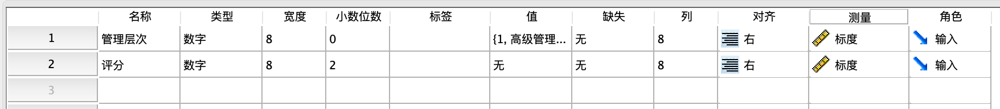 名称 类型 宽度 小数位数 标签 值 缺失 列 对齐 测量 角色
1 管理层次 数字 8 0 {1, 高级管理... 无 8 右 标度 输入
2 评分 数字 8 2 无 无 8 右 标度 输入
3